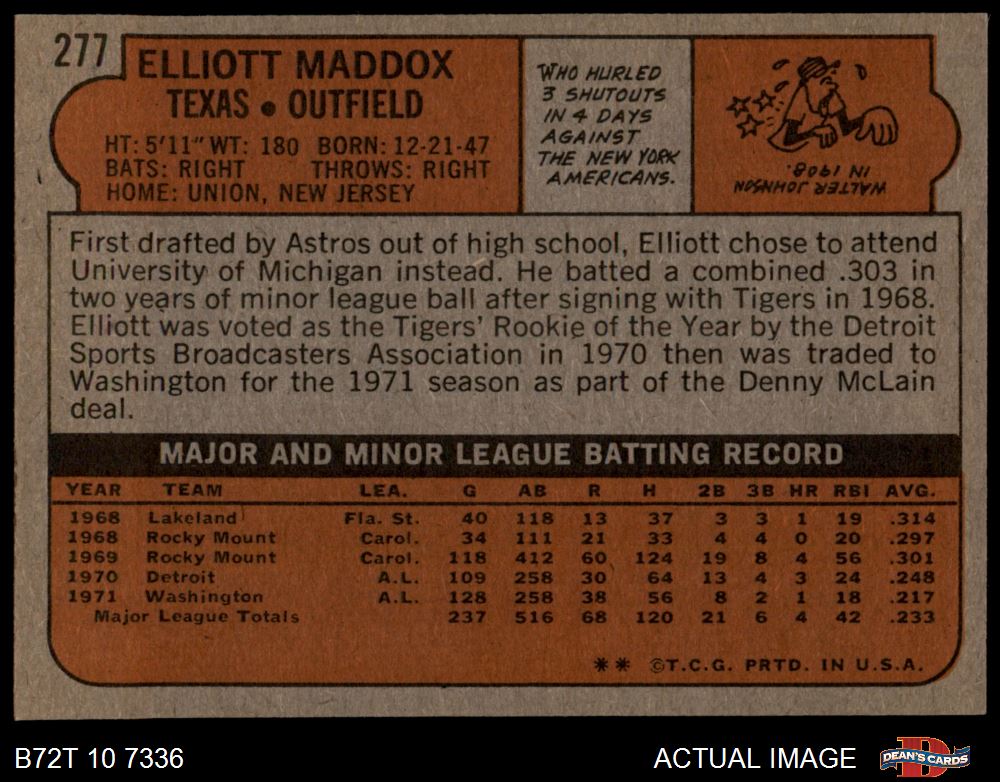 277
ELLIOTT MADDOX
TEXAS • OUTFIELD
HT: 5'11" WT: 180 BORN: 12-21-47
BATS: RIGHT THROWS: RIGHT
HOME: UNION, NEW JERSEY
WHO HURLED
3 SHUTOUTS
IN 4 DAYS
AGAINST
THE NEW YORK
AMERICANS.
WALTER JOHNSON
IN 1908.
First drafted by Astros out of high school, Elliott chose to attend
University of Michigan instead. He batted a combined .303 in
two years of minor league ball after signing with Tigers in 1968.
Elliott was voted as the Tigers' Rookie of the Year by the Detroit
Sports Broadcasters Association in 1970 then was traded to
Washington for the 1971 season as part of the Denny McLain
deal.
MAJOR AND MINOR LEAGUE BATTING RECORD
YEAR TEAM LEA. G AB R H 2B 3B HR RBI AVG.
1968 Lakeland Fla. St. 40 118 13 37 3 3 1 19 .314
1968 Rocky Mount Carol. 34 111 21 33 4 4 0 20 .297
1969 Rocky Mount Carol. 118 412 60 124 19 8 4 56 .301
1970 Detroit A.L. 109 258 30 64 13 4 3 24 .248
1971 Washington A.L. 128 258 38 56 8 2 1 18 .217
Major League Totals 237 516 68 120 21 6 4 42 .233
** ©T.C.G. PRTD. IN U.S.A.
B72T 10 7336
ACTUAL IMAGE
DEAN'S CARDS